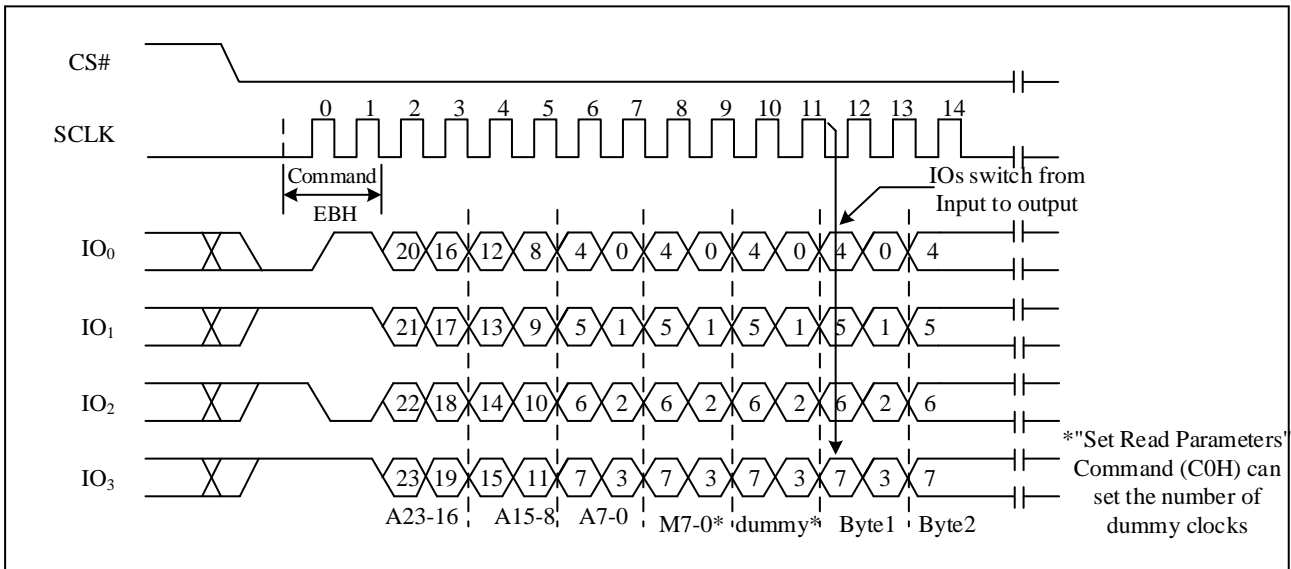 CS#
0 1 2 3 4 5 6 7 8 9 10 11 12 13 14
SCLK
Command
EBH
IOs switch from
Input to output
IO₀ 20 16 12 8 4 0 4 0 4 0 4 0 4
IO₁ 21 17 13 9 5 1 5 1 5 1 5 1 5
IO₂ 22 18 14 10 6 2 6 2 6 2 6 2 6
IO₃ 23 19 15 11 7 3 7 3 7 3 7 3 7
A23-16 A15-8 A7-0 M7-0* dummy* Byte1 Byte2
*"Set Read Parameters"
Command (C0H) can
set the number of
dummy clocks